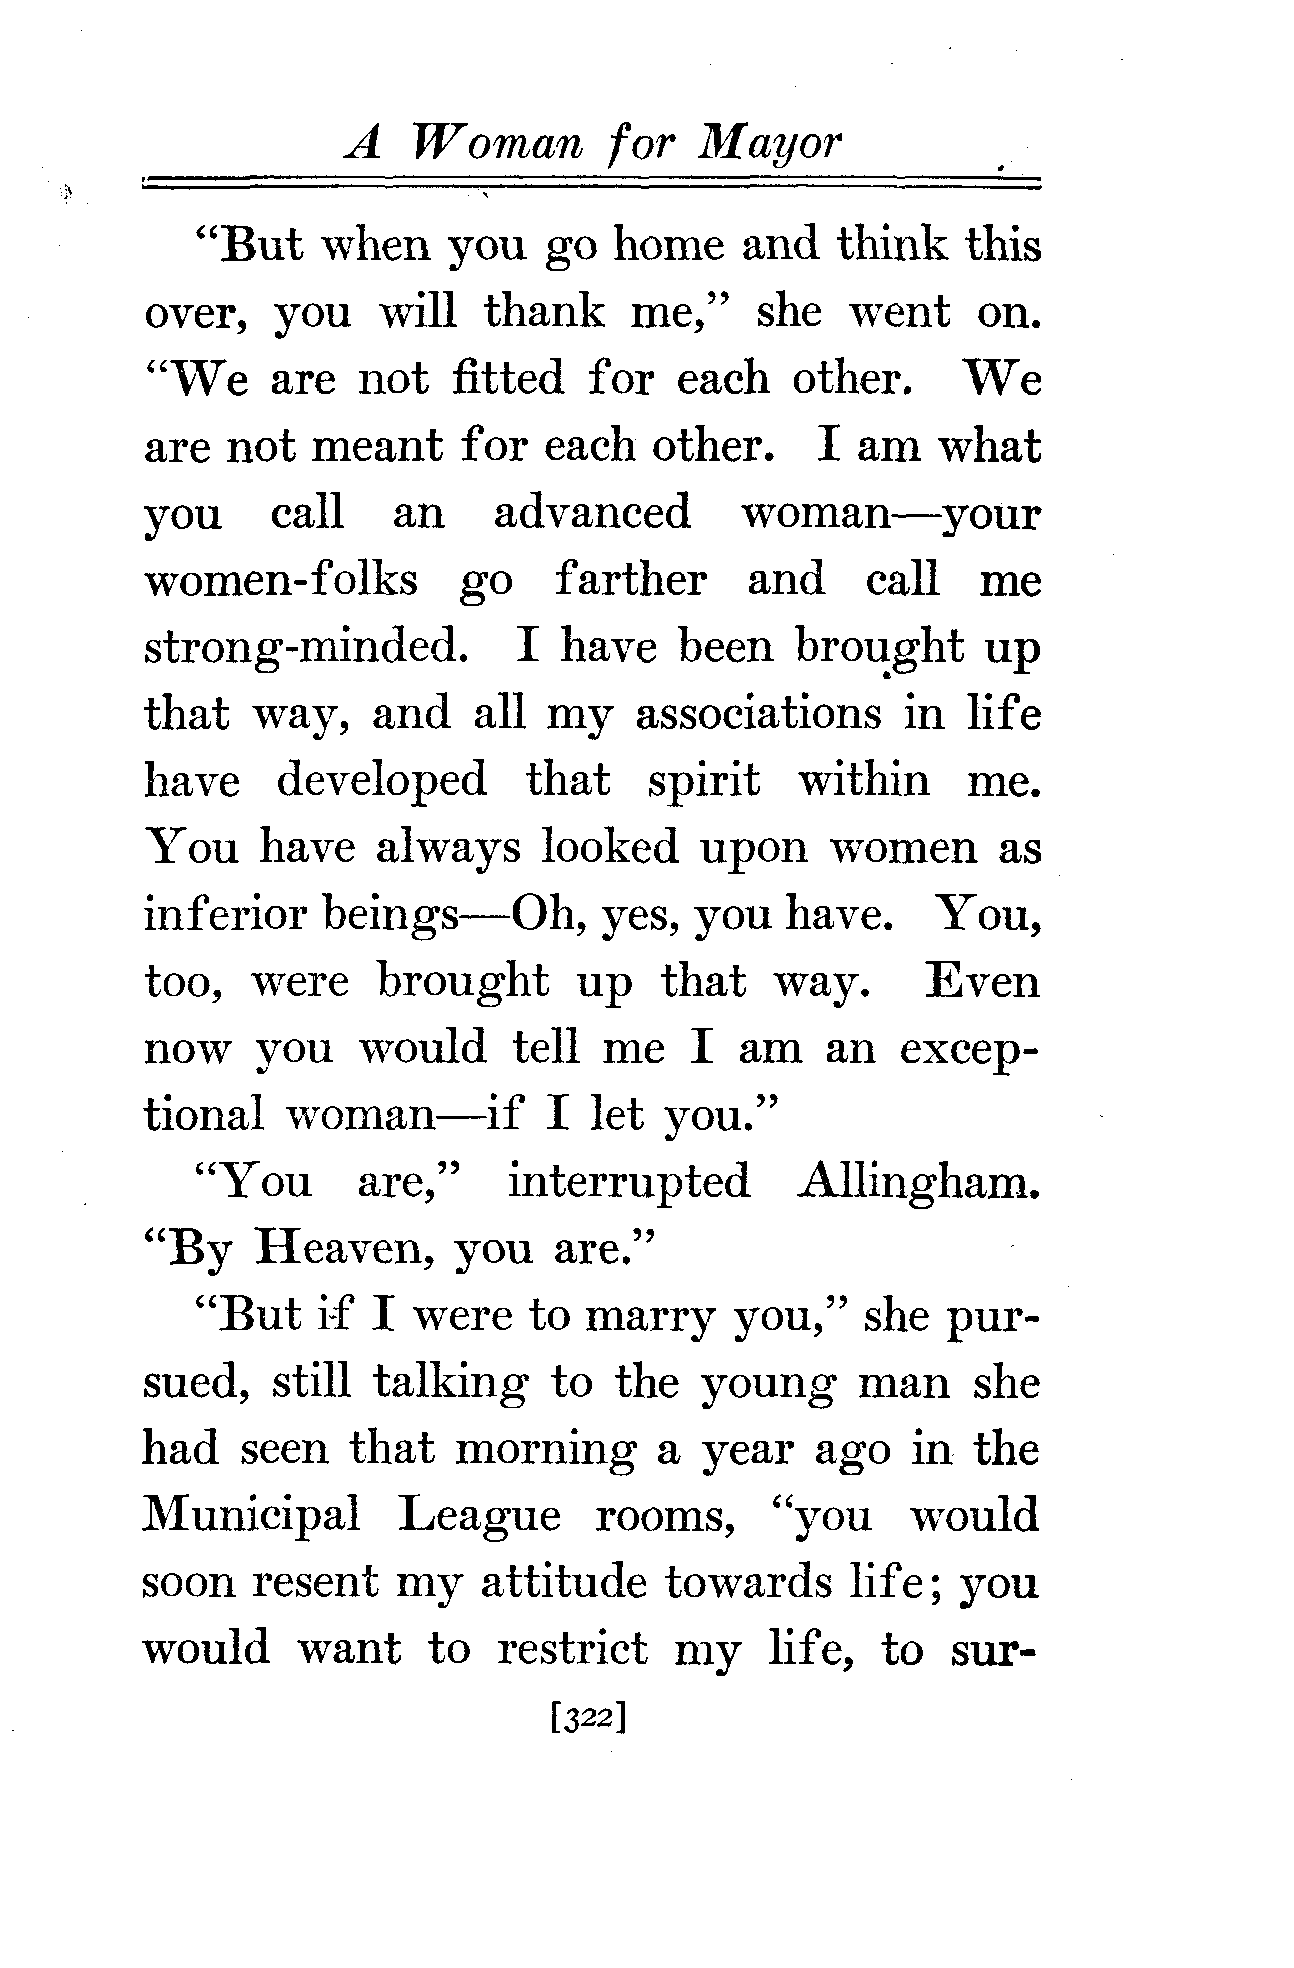 A Woman for Mayor
“But when you go home and think this
over, you will thank me,” she went on.
“We are not fitted for each other. We
are not meant for each other. I am what
you call an advanced woman—your
women-folks go farther and call me
strong-minded. I have been brought up
that way, and all my associations in life
have developed that spirit within me.
You have always looked upon women as
inferior beings—Oh, yes, you have. You,
too, were brought up that way. Even
now you would tell me I am an excep-
tional woman—if I let you.”
“You are,” interrupted Allingham.
“By Heaven, you are.”
“But if I were to marry you,” she pur-
sued, still talking to the young man she
had seen that morning a year ago in the
Municipal League rooms, “you would
soon resent my attitude towards life; you
would want to restrict my life, to sur-
[322]